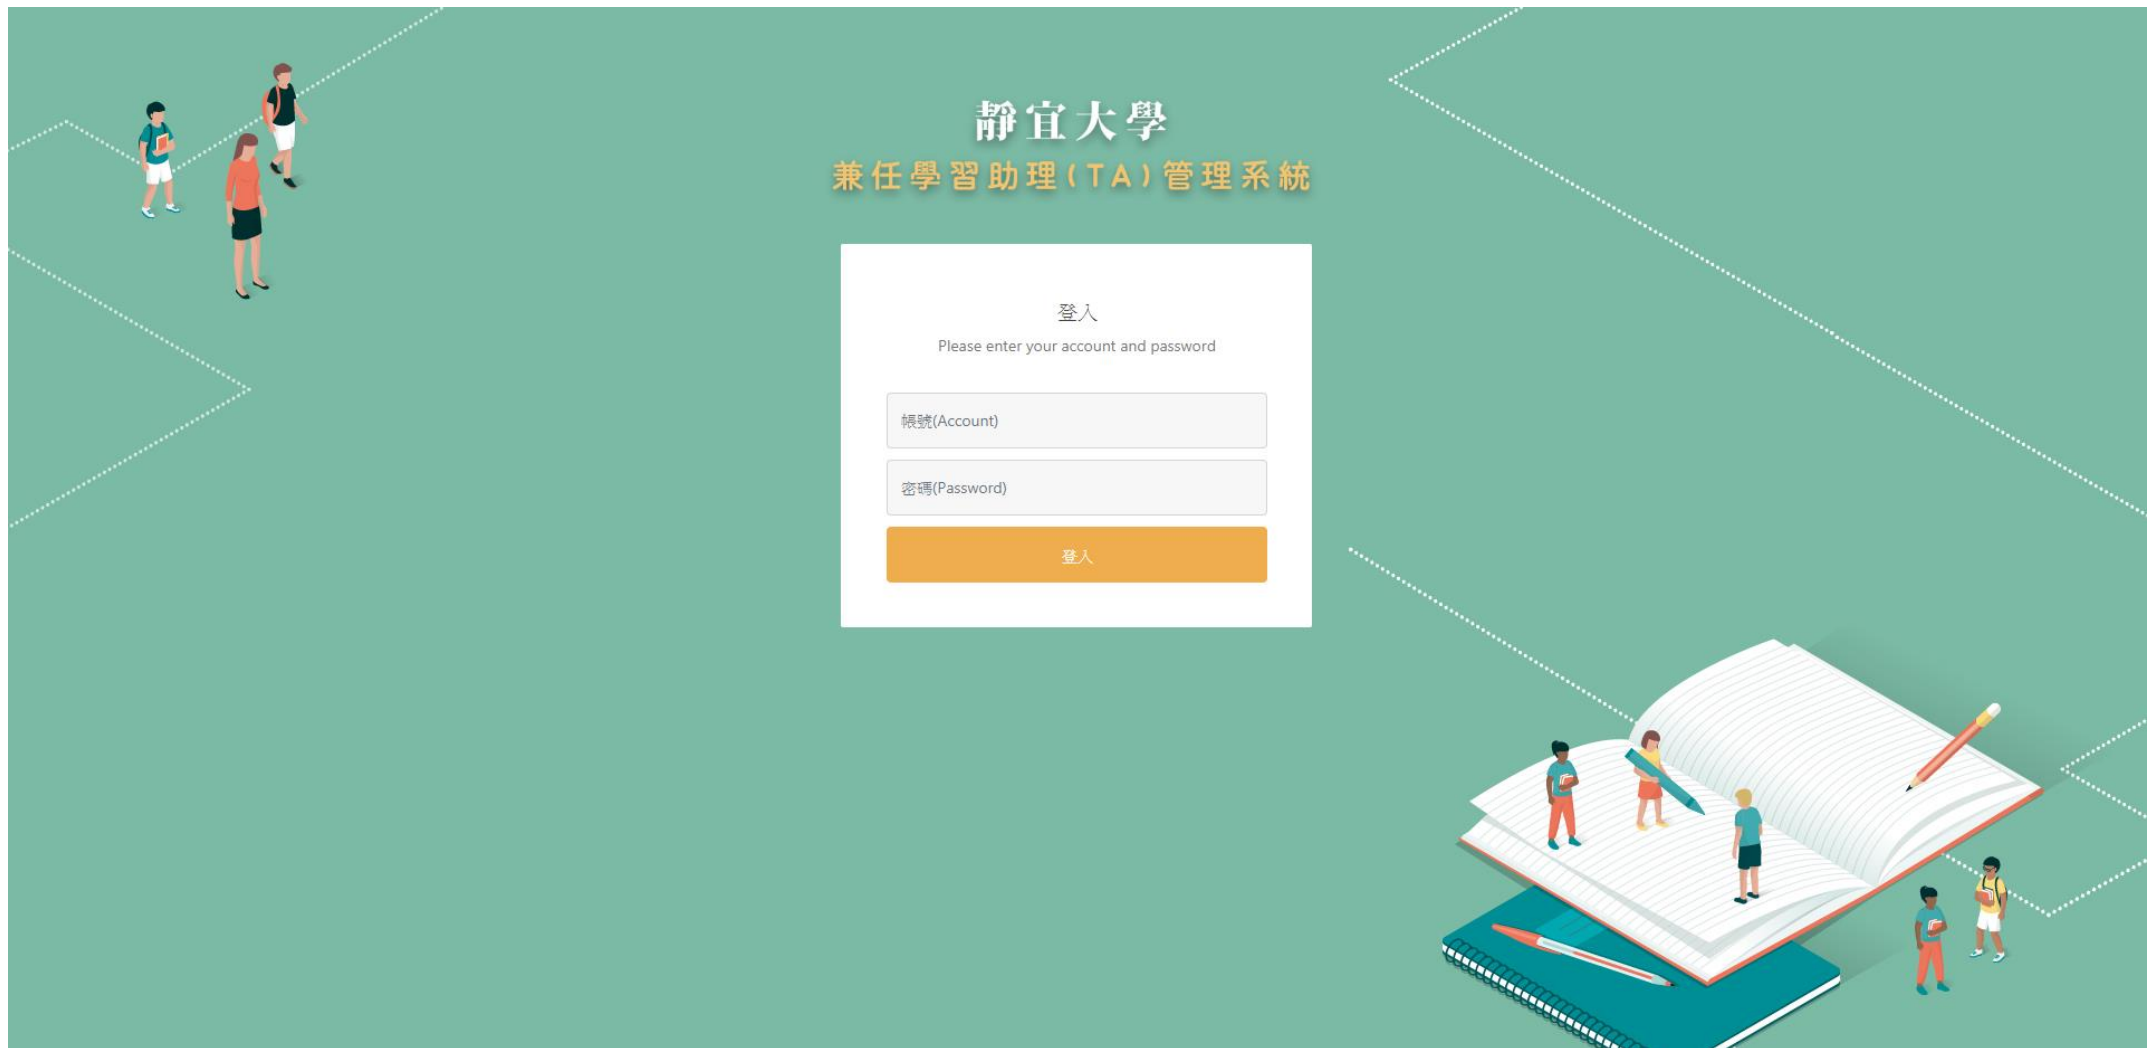 靜宜大學
兼任學習助理(TA)管理系統
登入
Please enter your account and password
帳號(Account)
密碼(Password)
登入